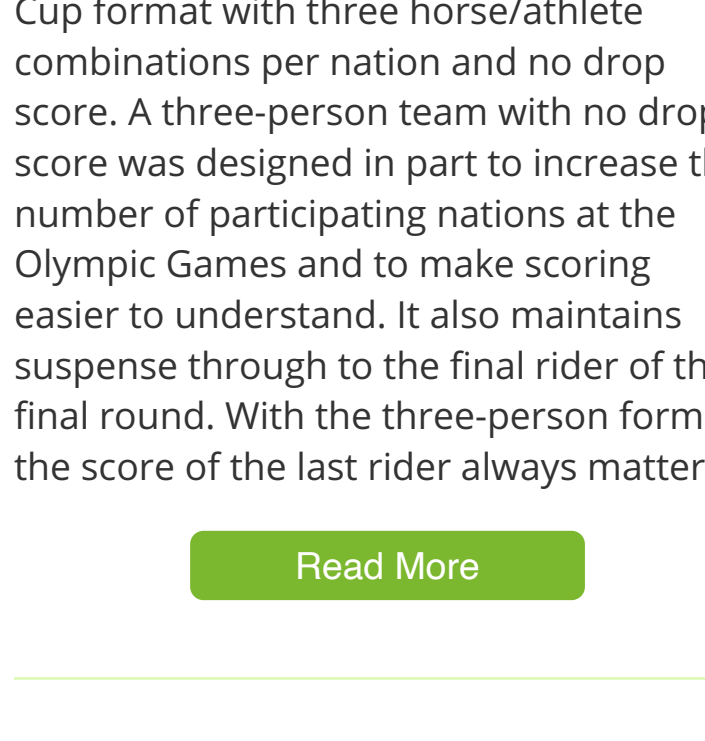 Cup format with three horse/athlete
combinations per nation and no drop
score. A three-person team with no drop
score was designed in part to increase
number of participating nations at the
Olympic Games and to make scoring
easier to understand. It also maintains
suspense through to the final rider of
final round. With the three-person form
the score of the last rider always matter
Read More